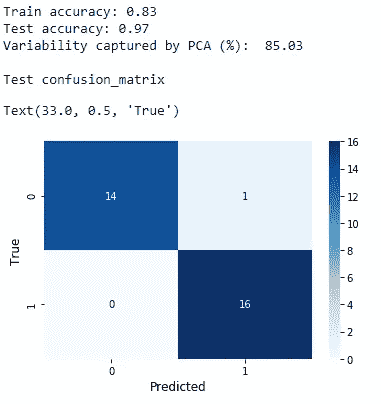 Train accuracy: 0.83
Test accuracy: 0.97
Variability captured by PCA (%):  85.03
Test confusion_matrix
Text(33.0, 0.5, 'True')
16
14
12
10
8
6
4
2
0
0
14
1
1
0
16
True
0
1
Predicted